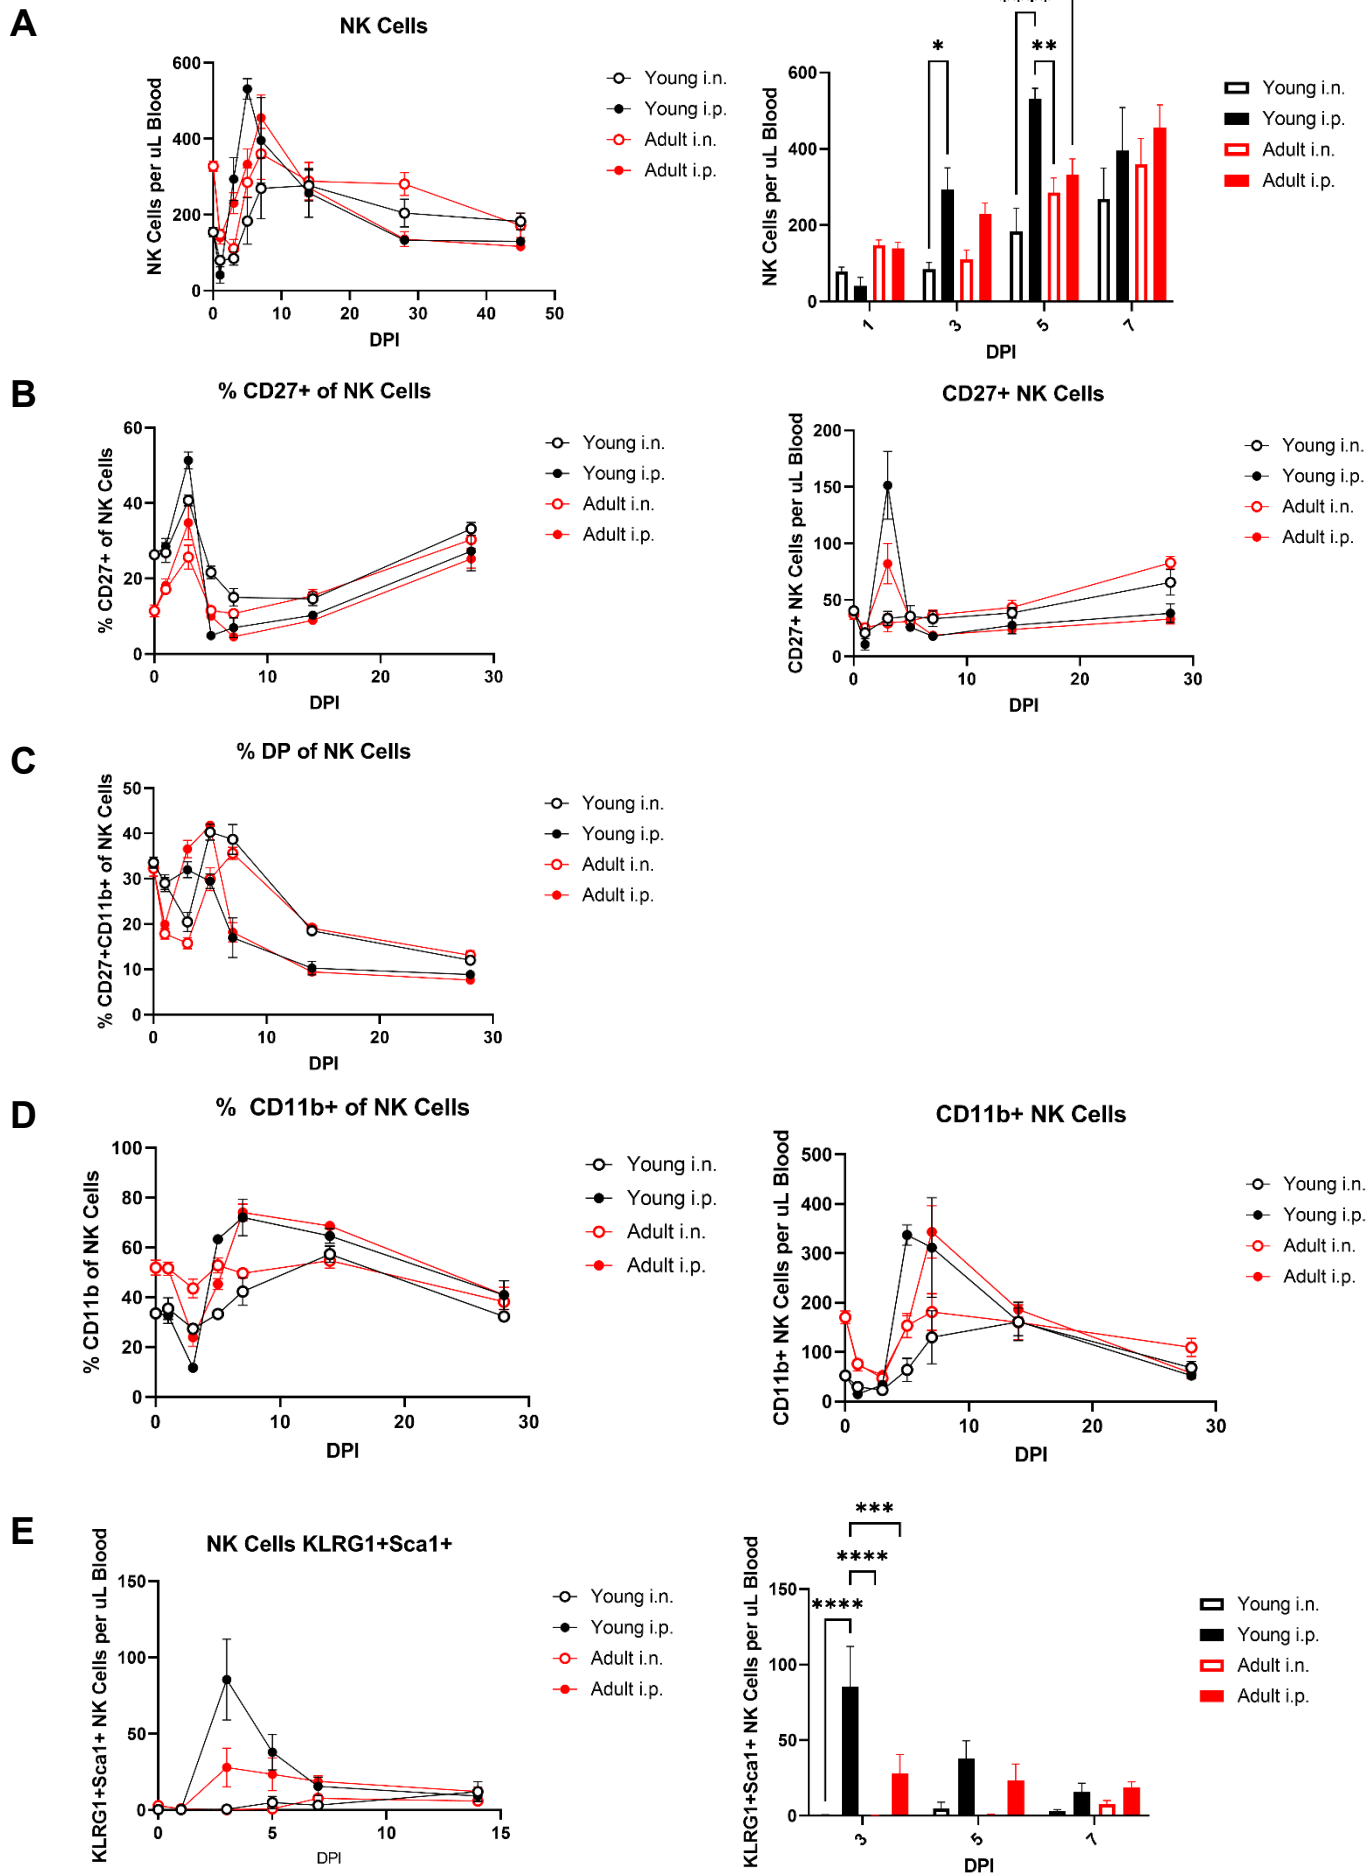 A
NK Cells
NK Cells per uL Blood
600
400
200
0
0 10 20 30 40 50
DPI
Young i.n.
Young i.p.
Adult i.n.
Adult i.p.
*
**
NK Cells per uL Blood
600
400
200
0
1 3 5 7
DPI
Young i.n.
Young i.p.
Adult i.n.
Adult i.p.
B
% CD27+ of NK Cells
% CD27+ of NK Cells
60
40
20
0
0 10 20 30
DPI
Young i.n.
Young i.p.
Adult i.n.
Adult i.p.
CD27+ NK Cells
CD27+ NK Cells per uL Blood
200
150
100
50
0
0 10 20 30
DPI
Young i.n.
Young i.p.
Adult i.n.
Adult i.p.
C
% DP of NK Cells
% CD27+CD11b+ of NK Cells
50
40
30
20
10
0
0 10 20 30
DPI
Young i.n.
Young i.p.
Adult i.n.
Adult i.p.
D
% CD11b+ of NK Cells
% CD11b of NK Cells
100
80
60
40
20
0
0 10 20 30
DPI
Young i.n.
Young i.p.
Adult i.n.
Adult i.p.
CD11b+ NK Cells
CD11b+ NK Cells per uL Blood
500
400
300
200
100
0
0 10 20 30
DPI
Young i.n.
Young i.p.
Adult i.n.
Adult i.p.
E
NK Cells KLRG1+Sca1+
KLRG1+Sca1+ NK Cells per uL Blood
150
100
50
0
0 5 10 15
DPI
Young i.n.
Young i.p.
Adult i.n.
Adult i.p.
***
****
****
KLRG1+Sca1+ NK Cells per uL Blood
150
100
50
0
3 5 7
DPI
Young i.n.
Young i.p.
Adult i.n.
Adult i.p.